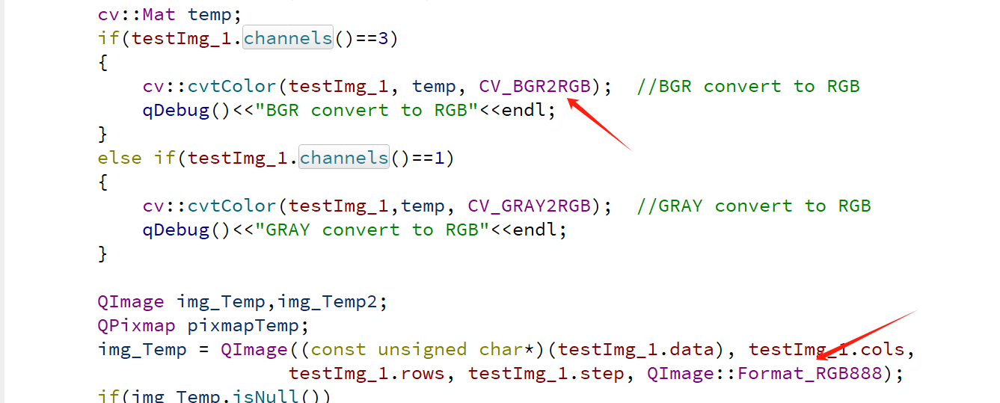 cv::Mat temp;
if(testImg_1.channels()==3)
{
cv::cvtColor(testImg_1, temp, CV_BGR2RGB);  //BGR convert to RGB
qDebug()<<"BGR convert to RGB"<<endl;
}
else if(testImg_1.channels()==1)
{
cv::cvtColor(testImg_1,temp, CV_GRAY2RGB);  //GRAY convert to RGB
qDebug()<<"GRAY convert to RGB"<<endl;
}
QImage img_Temp,img_Temp2;
QPixmap pixmapTemp;
img_Temp = QImage((const unsigned char*)(testImg_1.data), testImg_1.cols,
testImg_1.rows, testImg_1.step, QImage::Format_RGB888);
if(img_Temp.isNull())